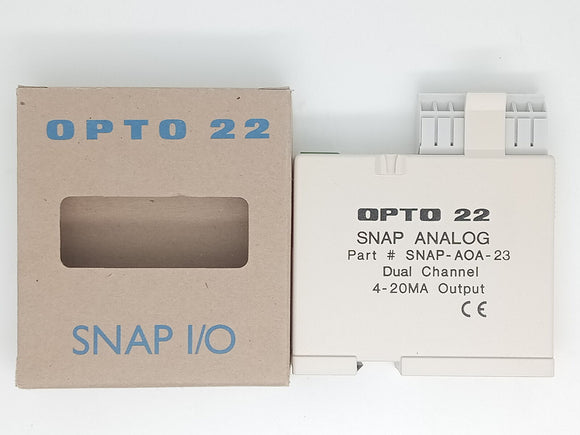 OPTO 22
SNAP I/O
OPTO 22
SNAP ANALOG
Part # SNAP-AOA-23
Dual Channel
4-20MA Output
CE